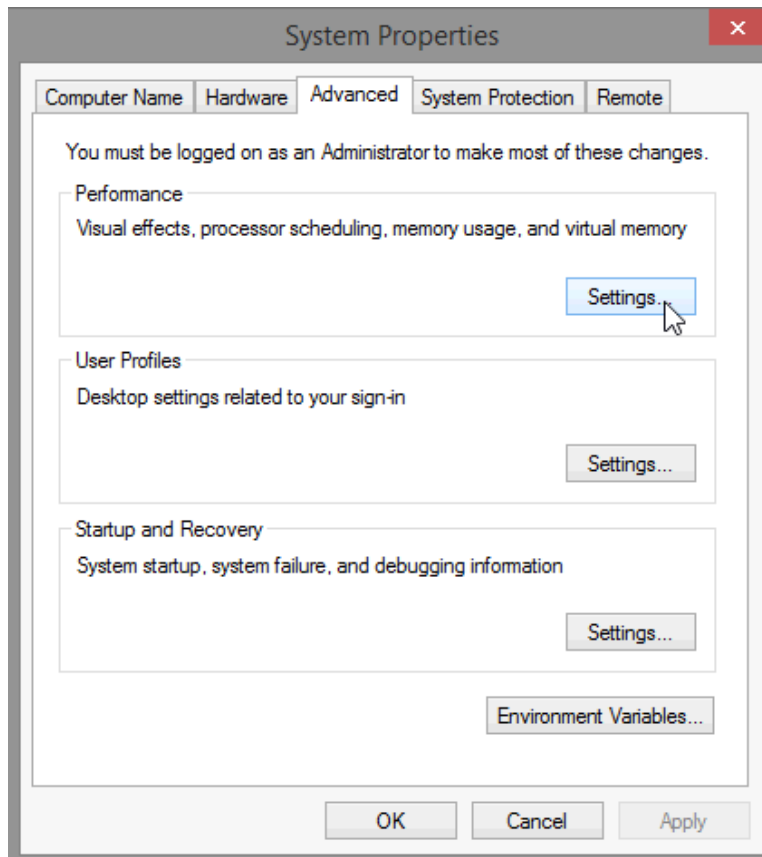 System Properties
Computer Name Hardware Advanced System Protection Remote
You must be logged on as an Administrator to make most of these changes.
Performance
Visual effects, processor scheduling, memory usage, and virtual memory
Settings...
User Profiles
Desktop settings related to your sign-in
Settings...
Startup and Recovery
System startup, system failure, and debugging information
Settings...
Environment Variables...
OK Cancel Apply